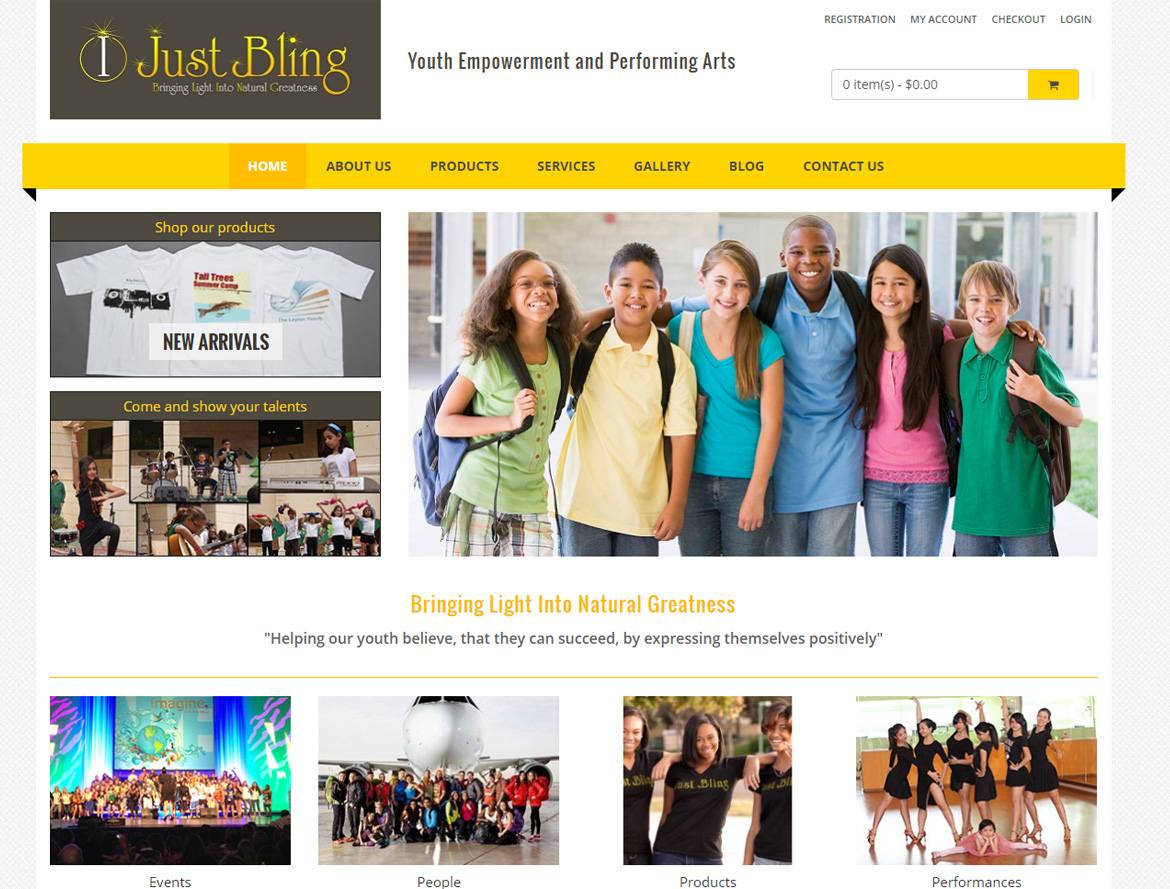 I Just Bling
Bringing Light Into Natural Greatness
Youth Empowerment and Performing Arts
REGISTRATION MY ACCOUNT CHECKOUT LOGIN
0 item(s) - $0.00
HOME ABOUT US PRODUCTS SERVICES GALLERY BLOG CONTACT US
Shop our products
Tall Trees
Summer Camp
The Leyner Family
NEW ARRIVALS
Come and show your talents
Bringing Light Into Natural Greatness
"Helping our youth believe, that they can succeed, by expressing themselves positively"
imagine
Just Bling
Events People Products Performances